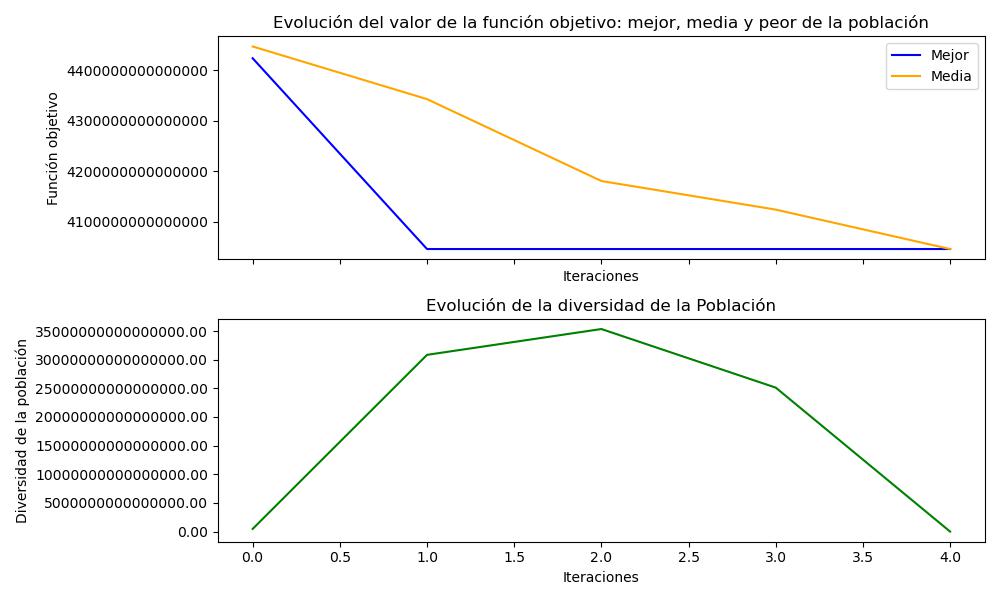 Evolución del valor de la función objetivo: mejor, media y peor de la población
Mejor
Media
Función objetivo
4400000000000000
4300000000000000
4200000000000000
4100000000000000
Iteraciones
Evolución de la diversidad de la Población
Diversidad de la población
35000000000000000.00
30000000000000000.00
25000000000000000.00
20000000000000000.00
15000000000000000.00
10000000000000000.00
5000000000000000.00
0.00
0.0 0.5 1.0 1.5 2.0 2.5 3.0 3.5 4.0
Iteraciones